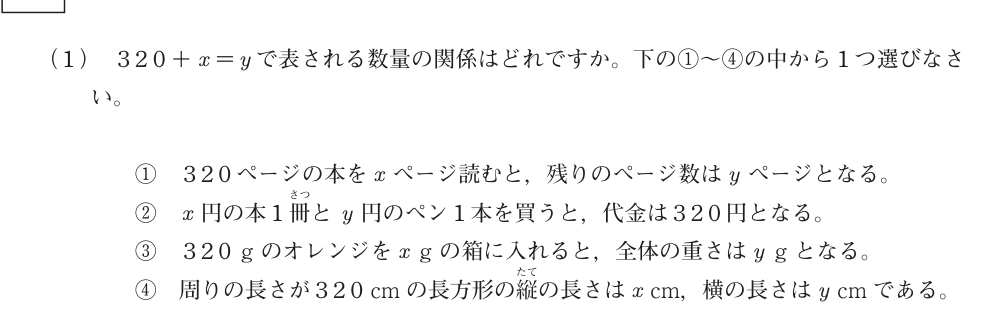 (1) 320+x=yで表される数量の関係はどれですか。下の①~④の中から1つ選びなさ
い。
① 320ページの本をxページ読むと,残りのページ数はyページとなる。
さつ
② x円の本1冊とy円のペン1本を買うと,代金は320円となる。
③ 320gのオレンジをxgの箱に入れると,全体の重さはygとなる。
たて
④ 周りの長さが320cmの長方形の縦の長さはxcm,横の長さはycmである。